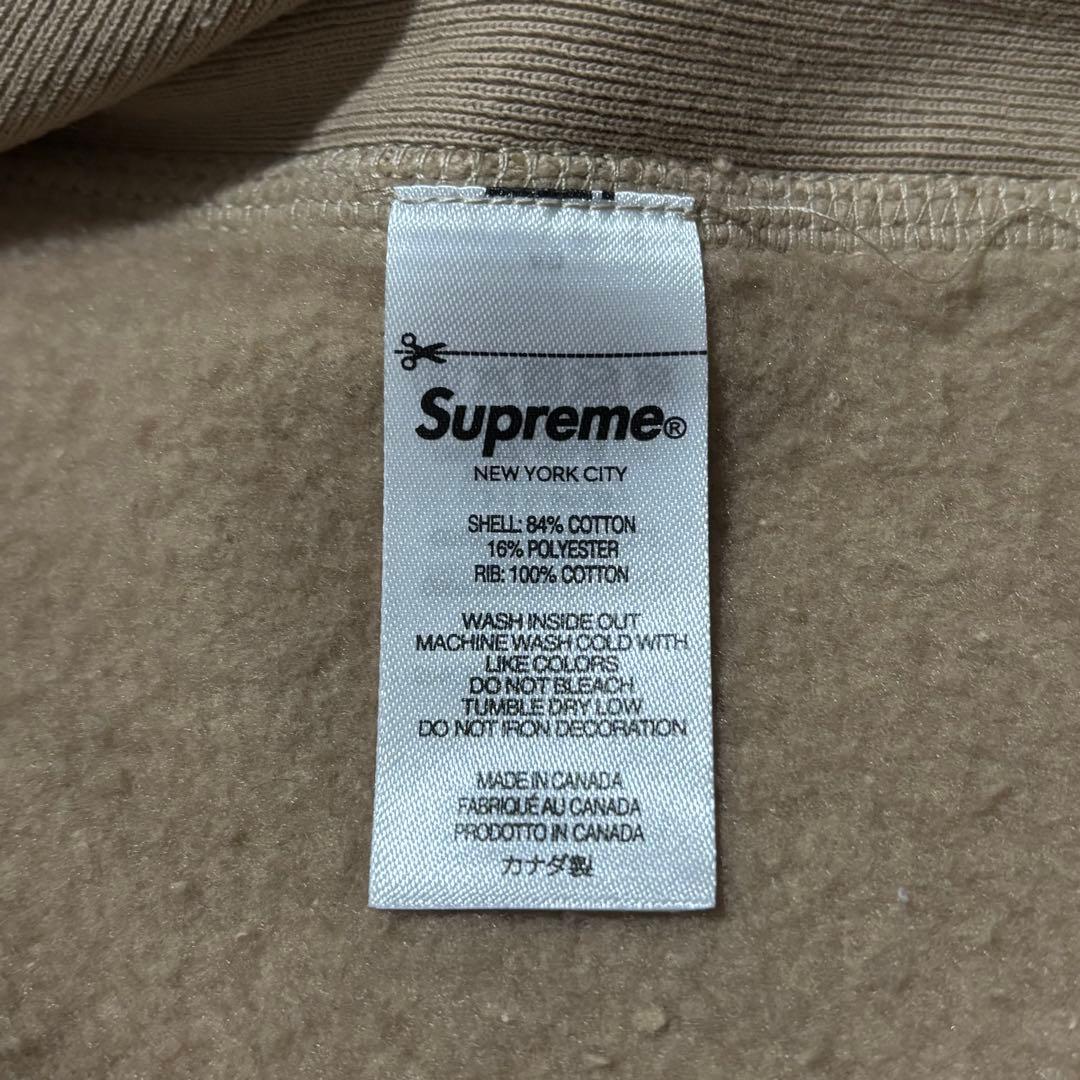 Supreme®
NEW YORK CITY
SHELL: 84% COTTON
16% POLYESTER
RIB: 100% COTTON
WASH INSIDE OUT
MACHINE WASH COLD WITH
LIKE COLORS
DO NOT BLEACH
TUMBLE DRY LOW
DO NOT IRON DECORATION
MADE IN CANADA
FABRIQUÉ AU CANADA
PRODOTTO IN CANADA
カナダ製